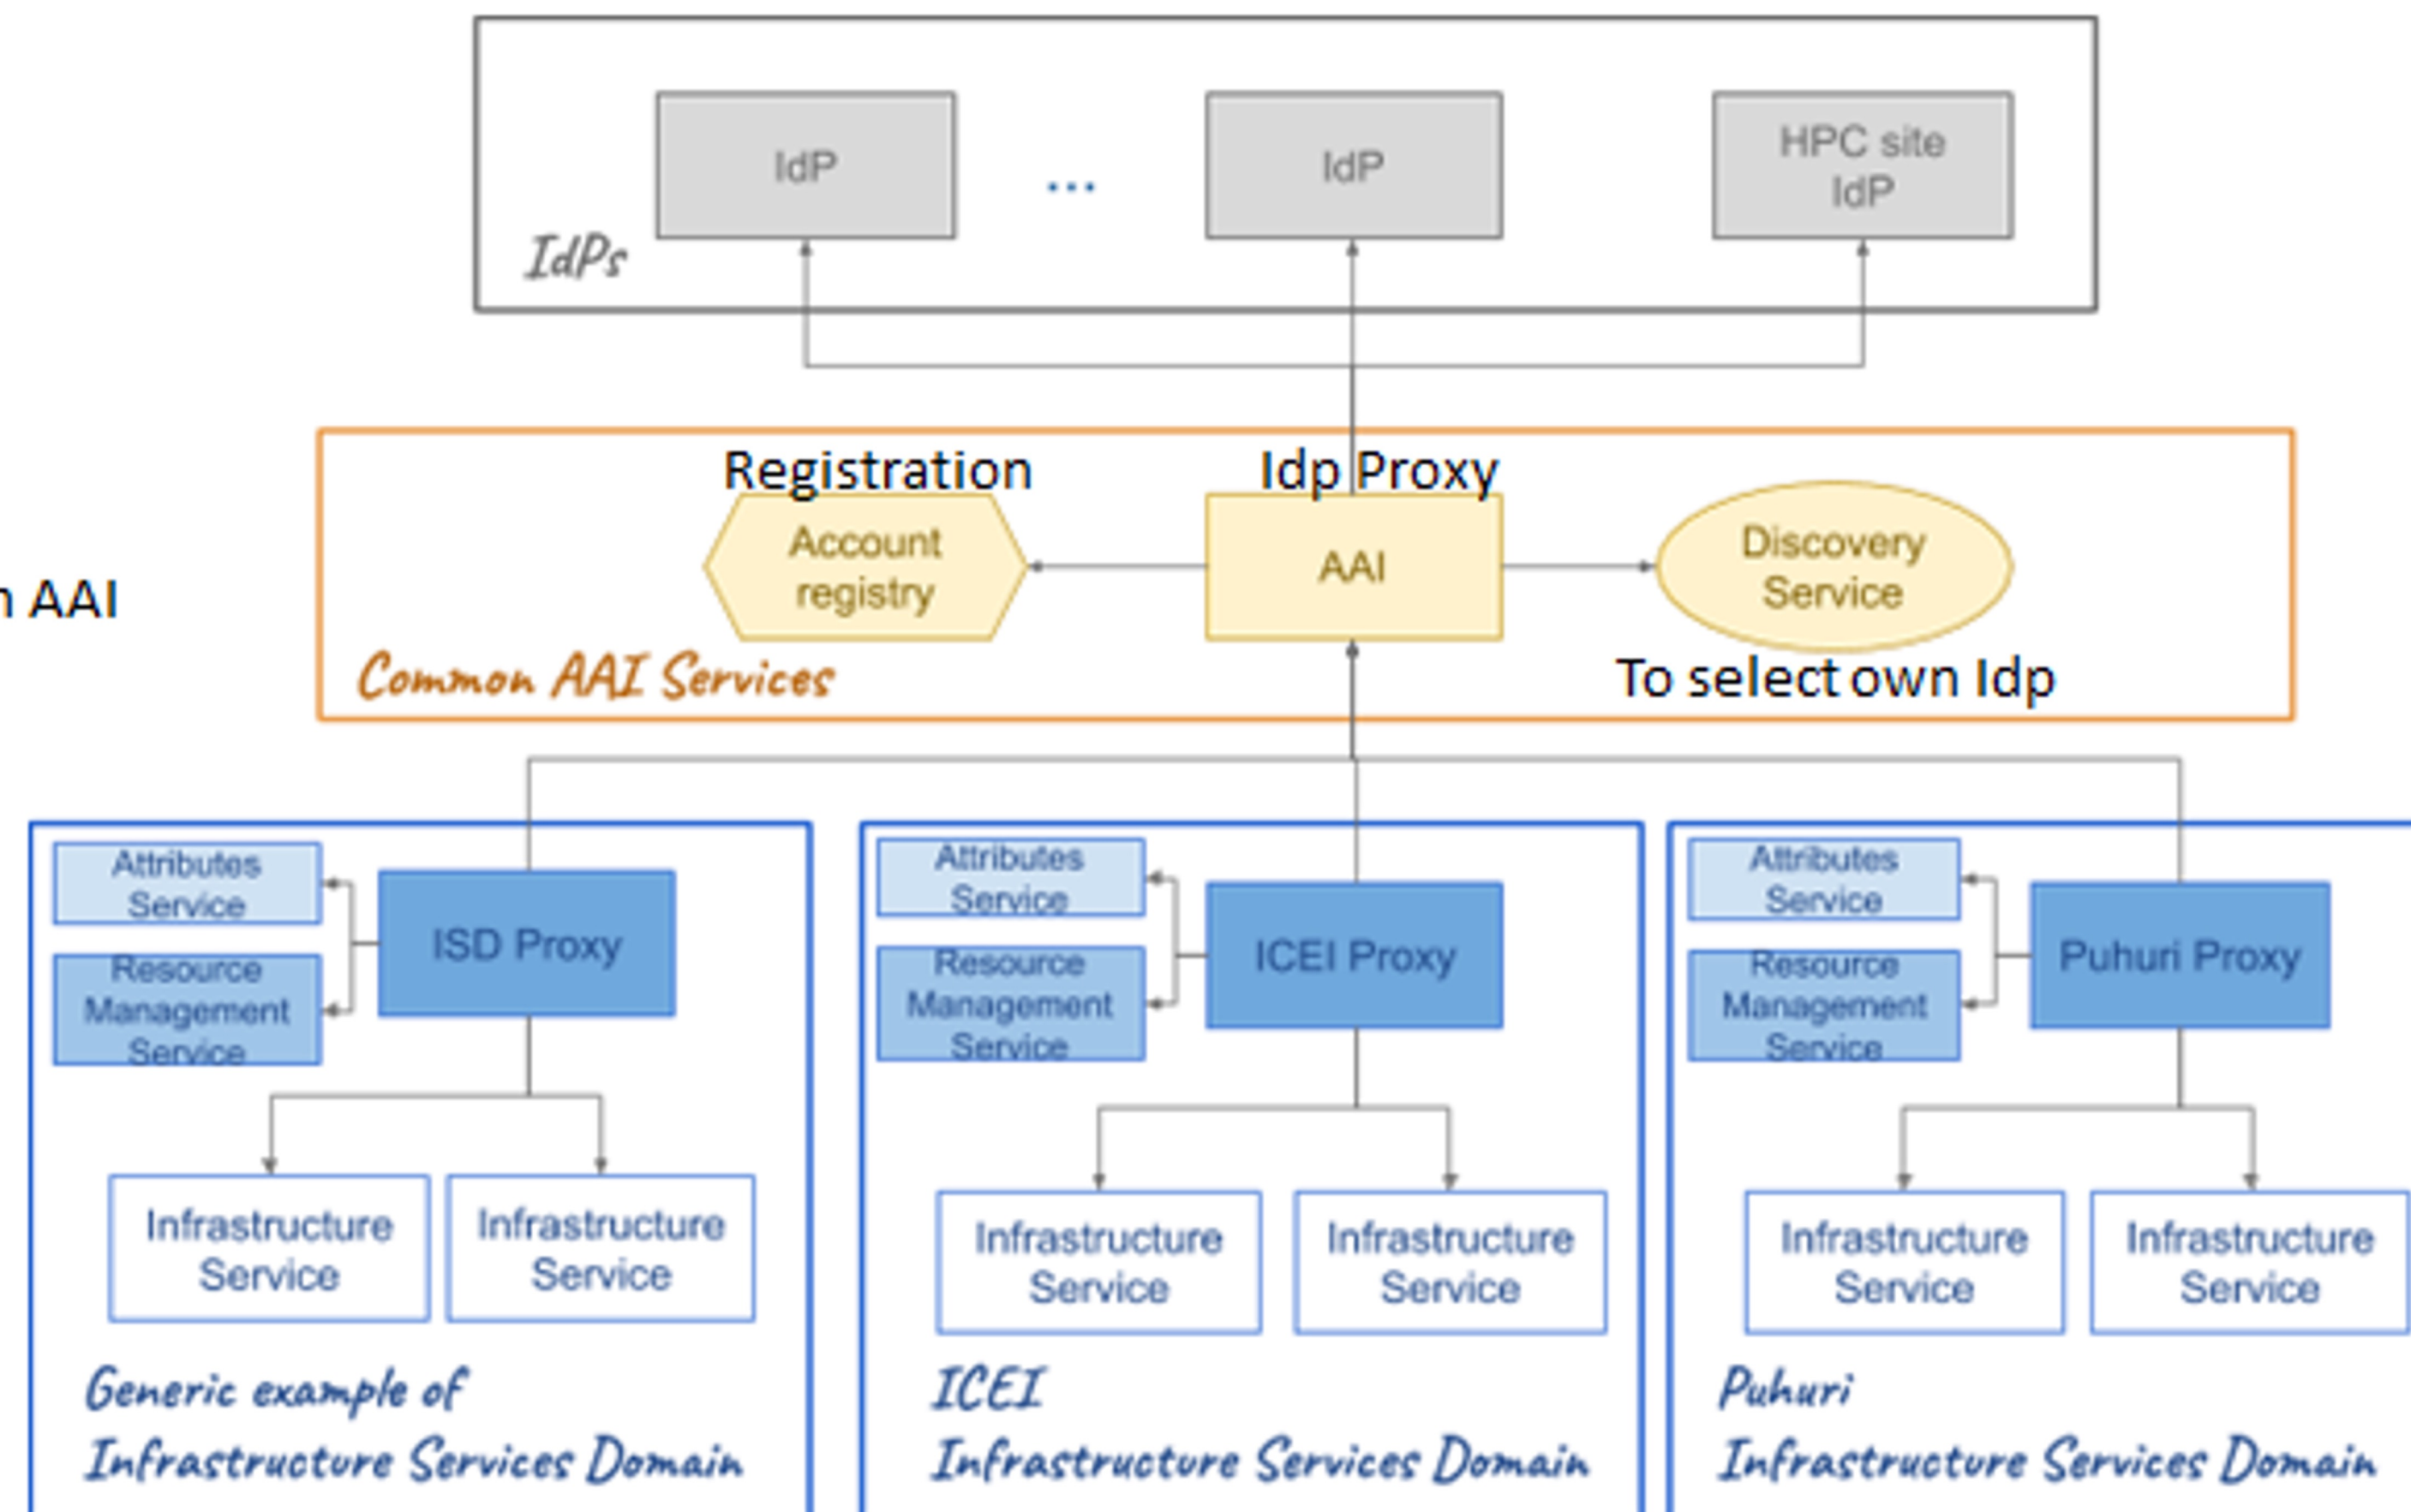 IdP
...
IdP
HPC site
IdP
IdPs
Registration
Idp Proxy
Account
registry
AAI
Discovery
Service
AAI
Common AAI Services
To select own Idp
Attributes
Service
Resource
Management
Service
ISD Proxy
Infrastructure
Service
Infrastructure
Service
Generic example of
Infrastructure Services Domain
Attributes
Service
Resource
Management
Service
ICEI Proxy
Infrastructure
Service
Infrastructure
Service
ICEI
Infrastructure Services Domain
Attributes
Service
Resource
Management
Service
Puhuri Proxy
Infrastructure
Service
Infrastructure
Service
Puhuri
Infrastructure Services Domain